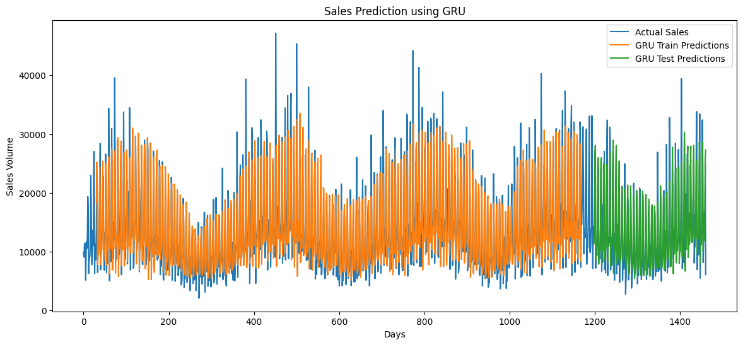 Sales Prediction using GRU
Actual Sales
GRU Train Predictions
GRU Test Predictions
Sales Volume
40000
30000
20000
10000
0
0 200 400 600 800 1000 1200 1400
Days